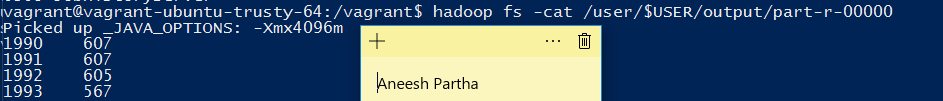 vagrant@vagrant-ubuntu-trusty-64:/vagrant$ hadoop fs -cat /user/$USER/output/part-r-00000
Picked up _JAVA_OPTIONS: -Xmx4096m
1990 607
1991 607
1992 605
1993 567
Aneesh Partha